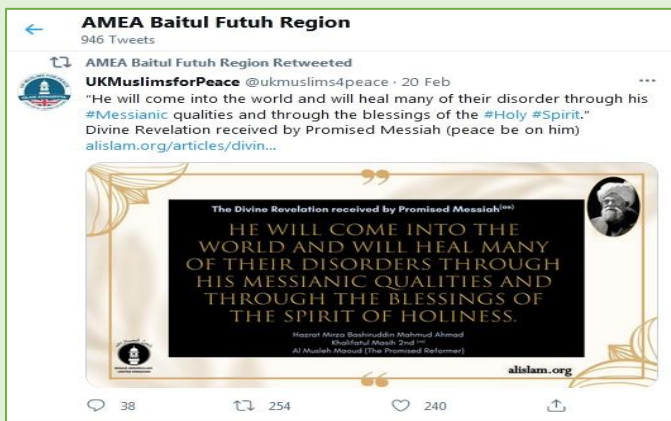 AMEA Baitul Futuh Region
946 Tweets
AMEA Baitul Futuh Region Retweeted
UKMuslimsforPeace @ukmuslims4peace · 20 Feb
"He will come into the world and will heal many of their disorder through his
#Messianic qualities and through the blessings of the #Holy #Spirit."
Divine Revelation received by Promised Messiah (peace be on him)
alislam.org/articles/divin...
The Divine Revelation received by Promised Messiah(as)
HE WILL COME INTO THE
WORLD AND WILL HEAL MANY
OF THEIR DISORDERS THROUGH
HIS MESSIANIC QUALITIES AND
THROUGH THE BLESSINGS OF
THE SPIRIT OF HOLINESS.
Hazrat Mirza Bashiruddin Mahmud Ahmad
Khalifatul Masih 2nd
Al Musleh Maoud (The Promised Reformer)
alislam.org
38 254 240